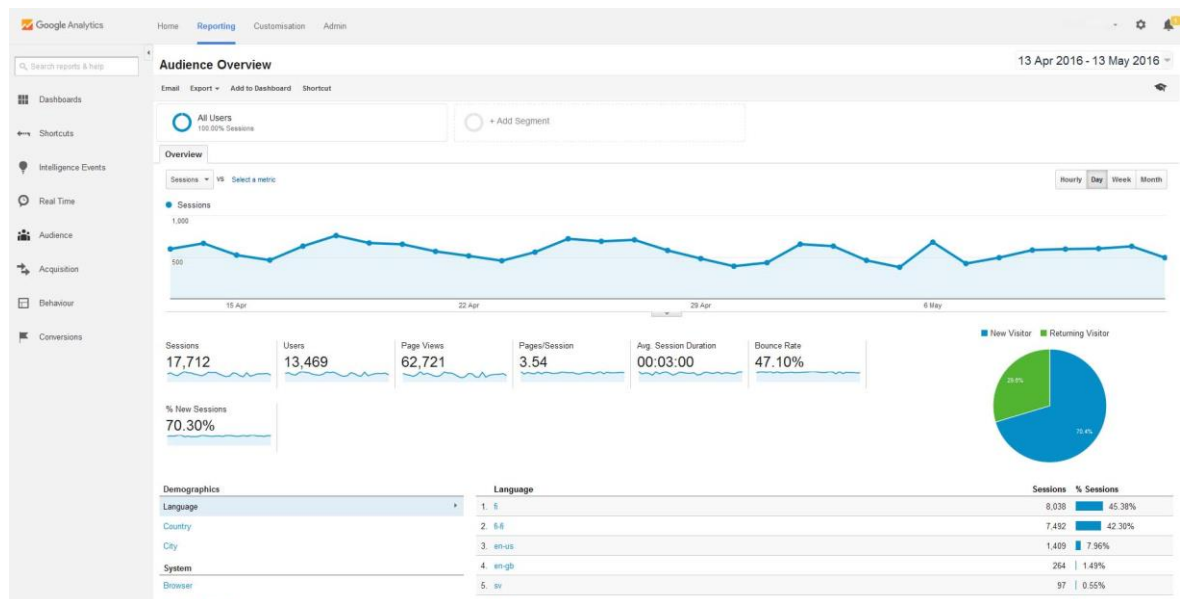 Google Analytics
Home Reporting Customisation Admin
Search reports & help
Dashboards
Shortcuts
Intelligence Events
Real Time
Audience
Acquisition
Behaviour
Conversions
Audience Overview
13 Apr 2016 - 13 May 2016
Email Export Add to Dashboard Shortcut
All Users
100.00% Sessions
+ Add Segment
Overview
Sessions VS Select a metric
Hourly Day Week Month
Sessions
1,000
500
15 Apr 22 Apr 29 Apr 6 May
New Visitor Returning Visitor
Sessions
17,712
Users
13,469
Page Views
62,721
Pages/Session
3.54
Avg. Session Duration
00:03:00
Bounce Rate
47.10%
% New Sessions
70.30%
29.6%
70.4%
Demographics
Language
Country
City
System
Browser
Language Sessions % Sessions
1. fi 8,038 45.38%
2. fi-fi 7,492 42.30%
3. en-us 1,409 7.96%
4. en-gb 264 1.49%
5. sv 97 0.55%